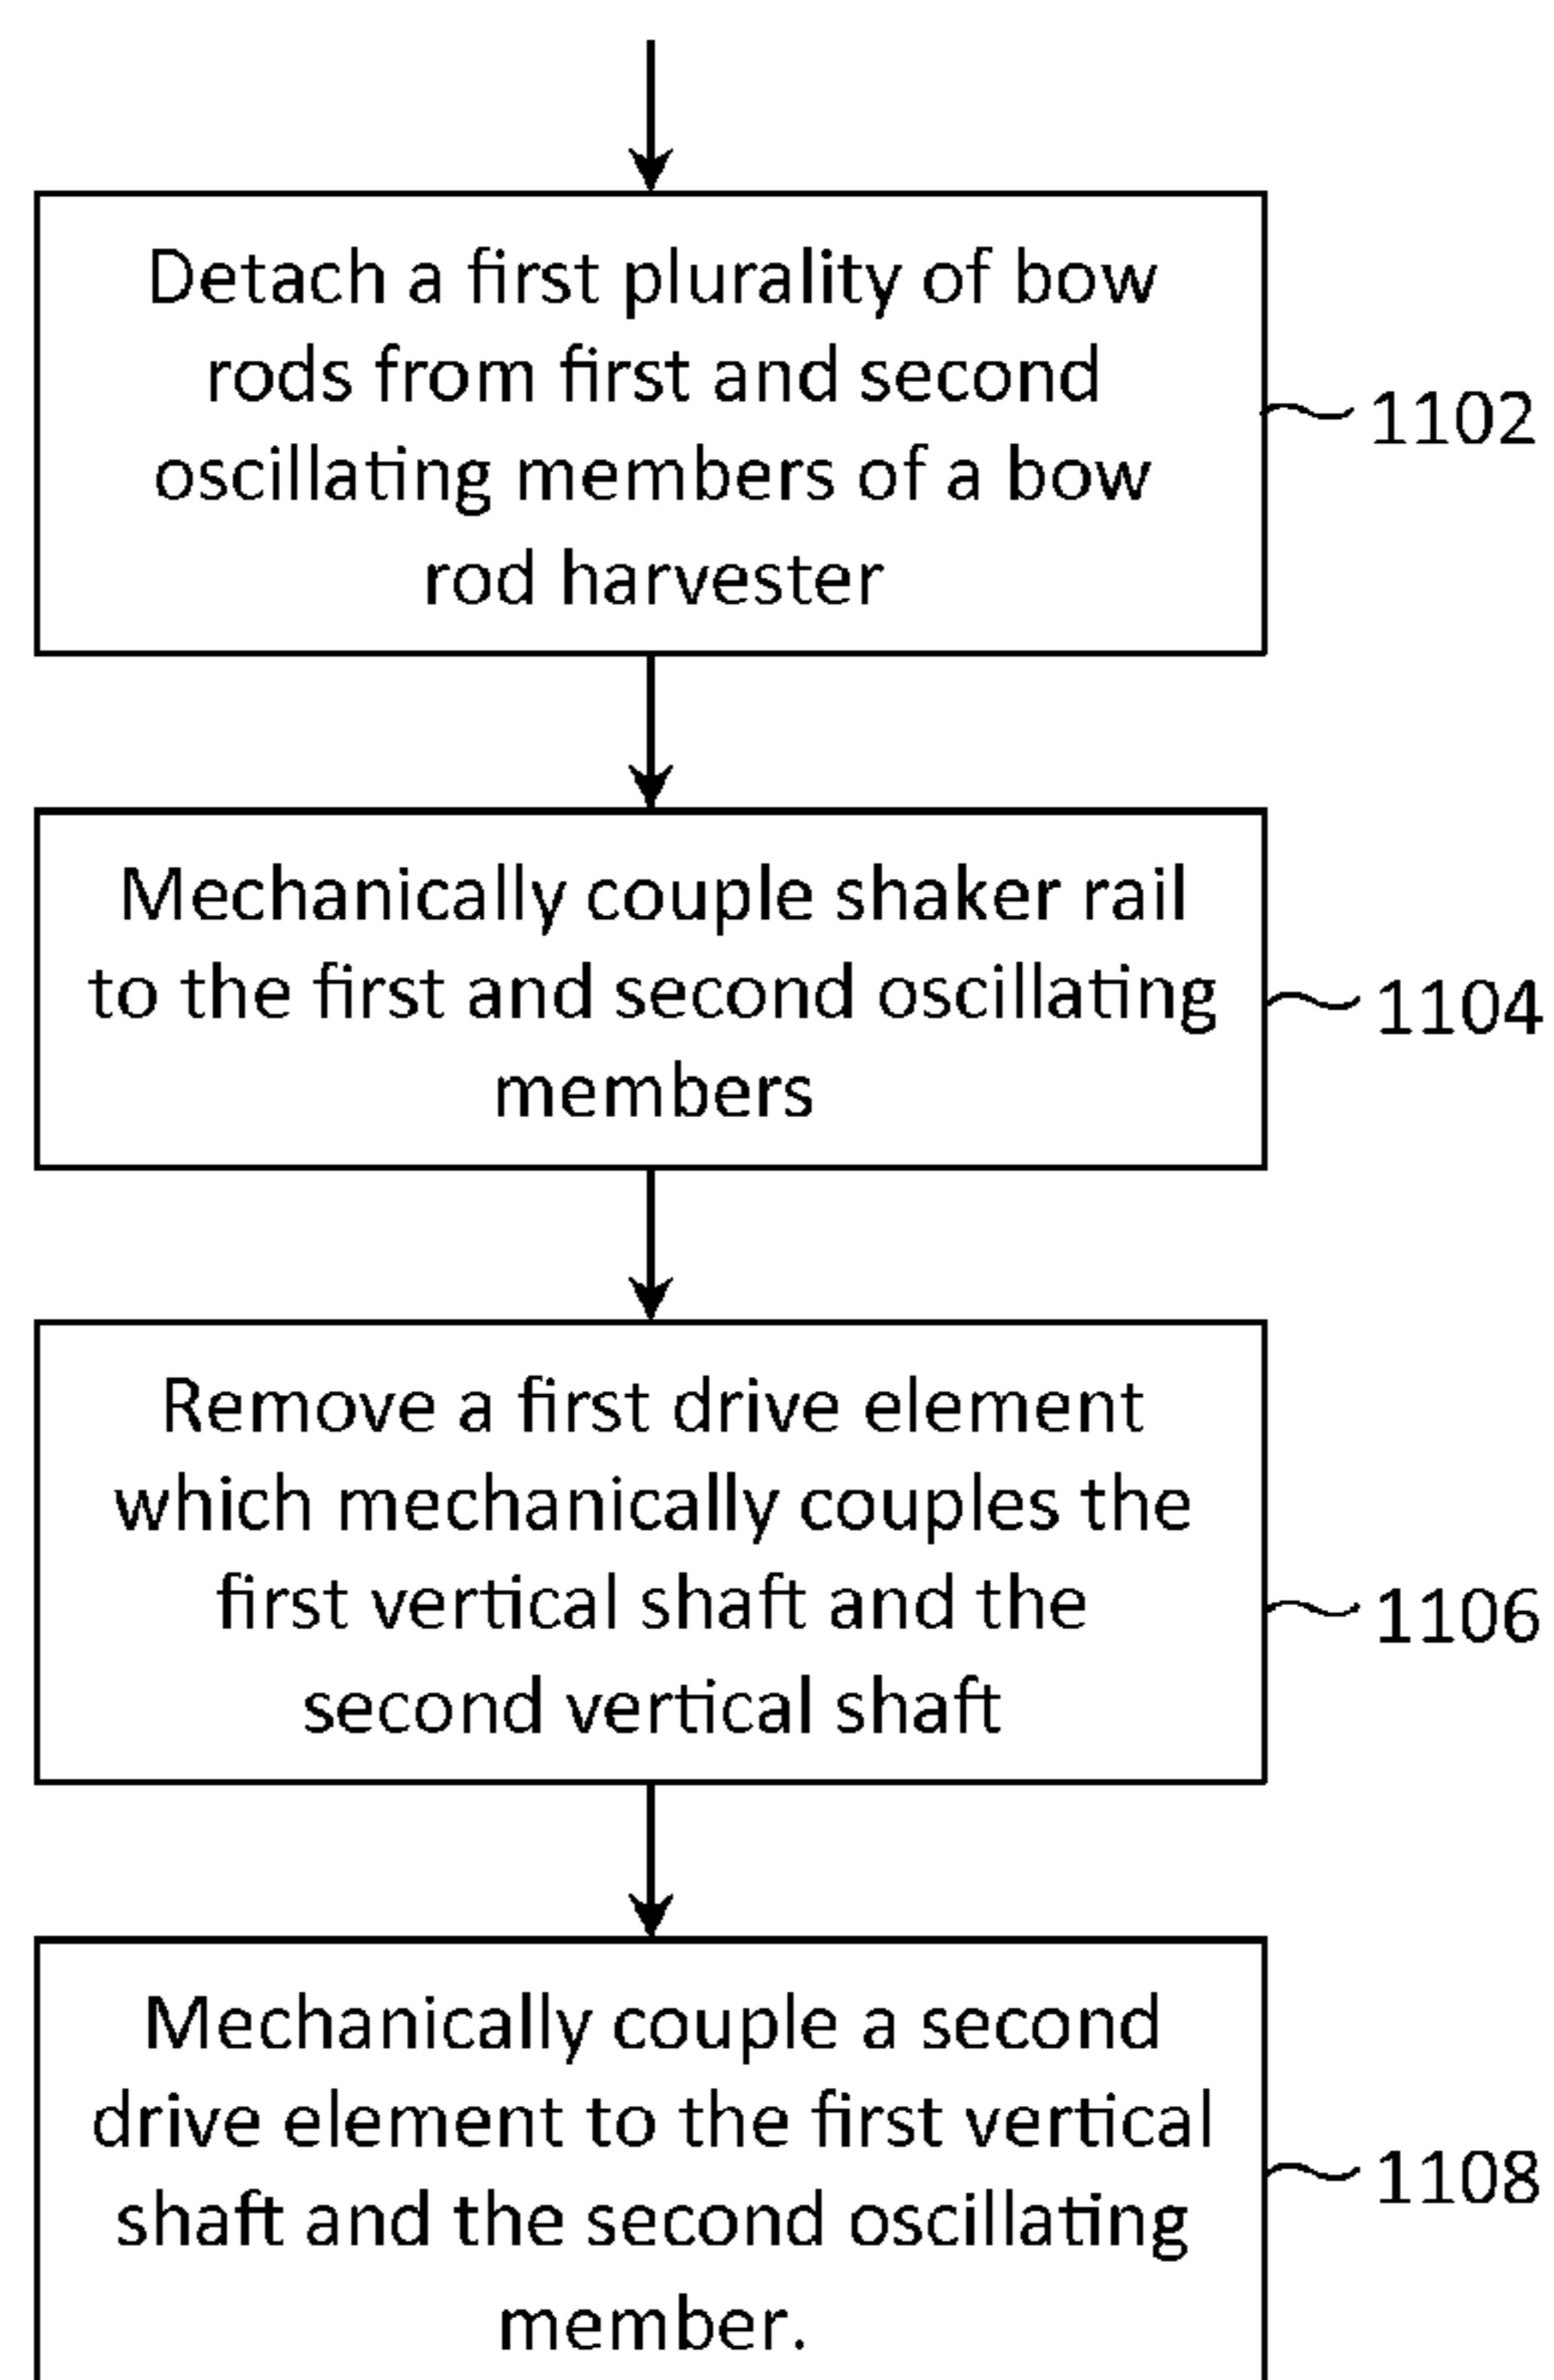 Detach a first plurality of bow
rods from first and second
oscillating members of a bow
rod harvester
1102
Mechanically couple shaker rail
to the first and second oscillating
members
1104
Remove a first drive element
which mechanically couples the
first vertical shaft and the
second vertical shaft
1106
Mechanically couple a second
drive element to the first vertical
shaft and the second oscillating
member.
1108